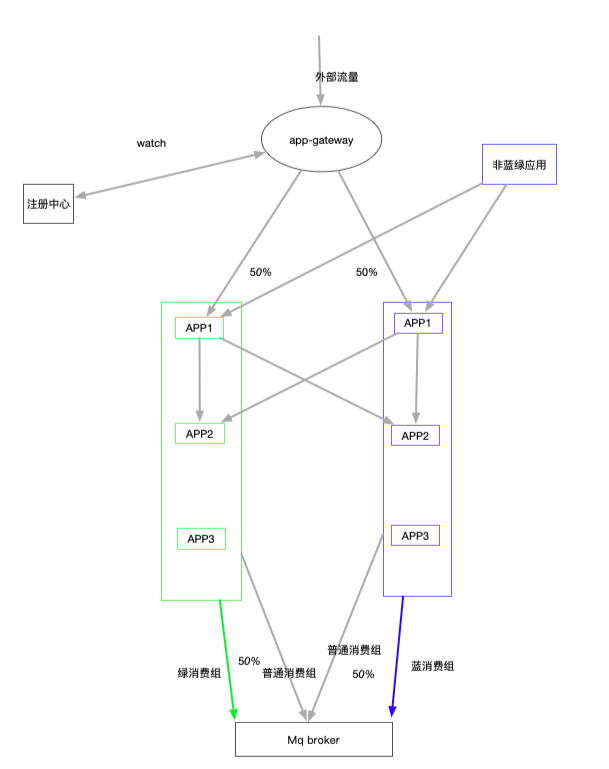 外部流量
app-gateway
watch
非蓝绿应用
注册中心
50%
50%
APP1
APP1
APP2
APP2
APP3
APP3
普通消费组
50%
绿消费组
普通消费组
50%
蓝消费组
Mq broker